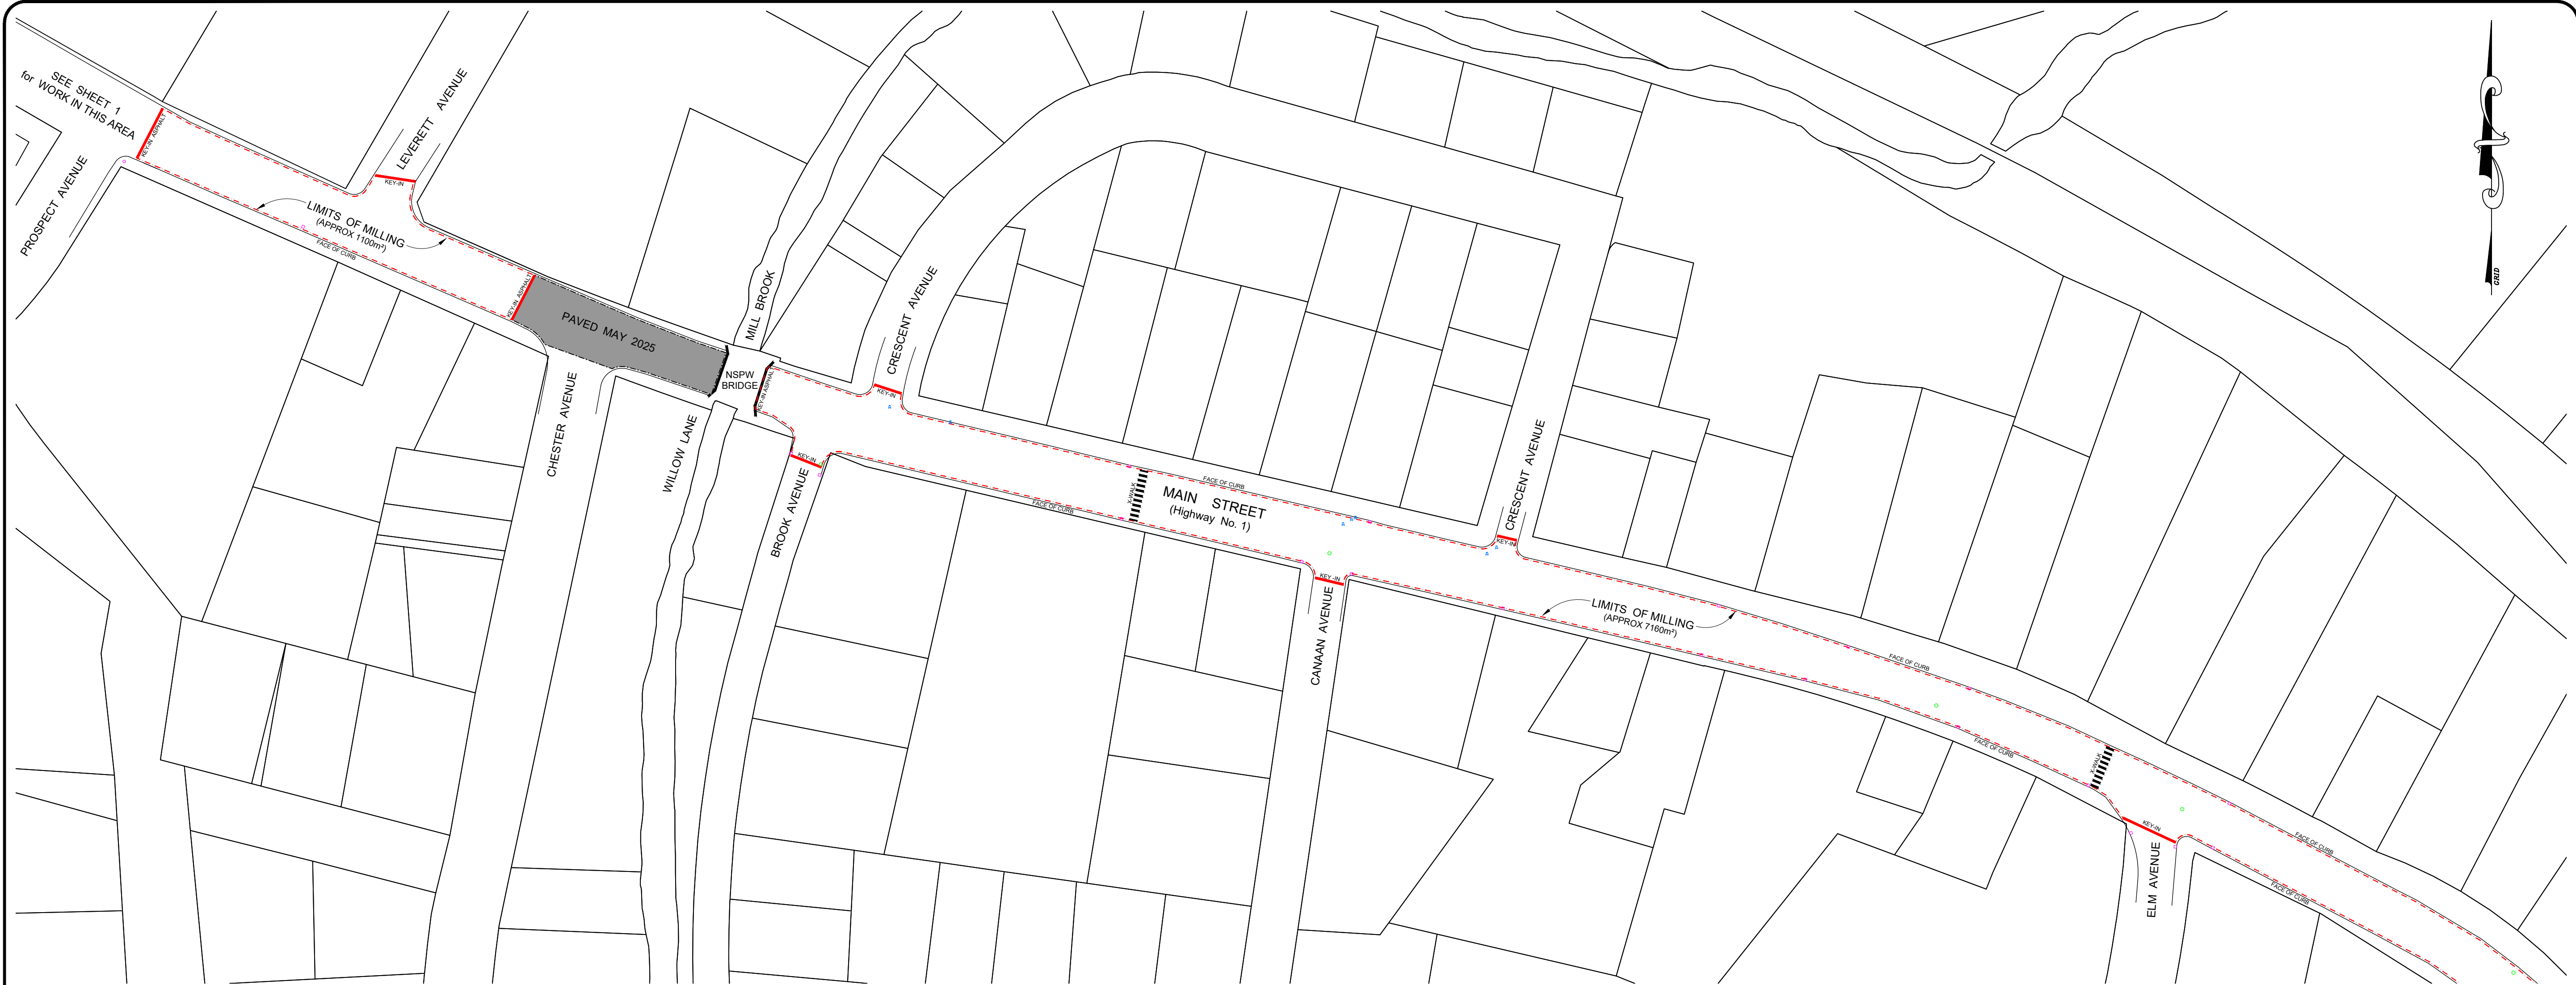 SEE SHEET 1
for WORK IN THIS AREA
KEY-IN ASPHALT
PROSPECT AVENUE
LEVERETT AVENUE
KEY-IN
LIMITS OF MILLING
(APPROX 1100m²)
FACE OF CURB
KEY-IN ASPHALT
PAVED MAY 2025
CHESTER AVENUE
MILL BROOK
NSPW
BRIDGE
KEY-IN ASPHALT
WILLOW LANE
CRESCENT AVENUE
KEY-IN
KEY-IN
BROOK AVENUE
FACE OF CURB
X-WALK
MAIN STREET
(Highway No. 1)
FACE OF CURB
CRESCENT AVENUE
KEY-IN
KEY -IN
CANAAN AVENUE
LIMITS OF MILLING
(APPROX 7160m²)
FACE OF CURB
FACE OF CURB
X-WALK
KEY-IN
ELM AVENUE
FACE OF CURB
FACE OF CURB
GRID